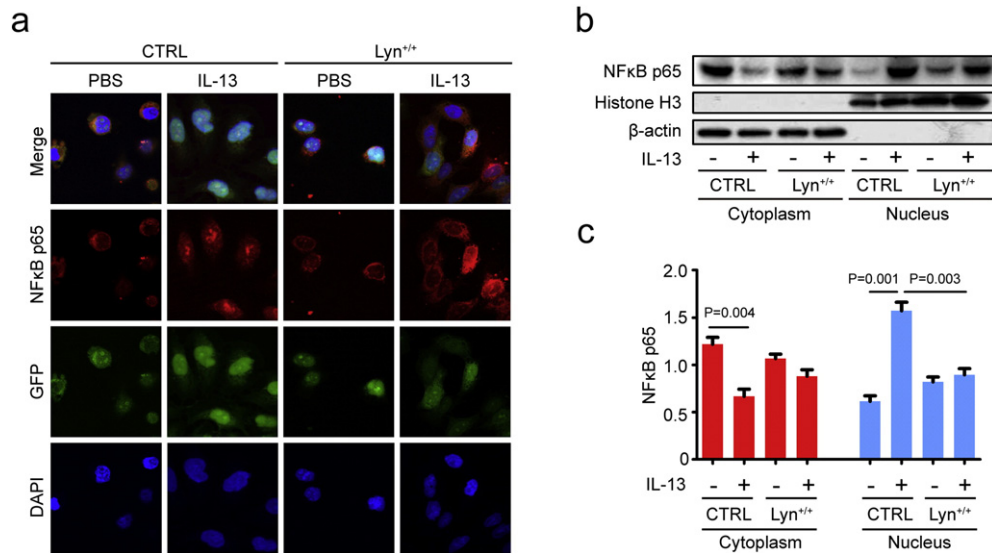 a
CTRL Lyn+/+
PBS IL-13 PBS IL-13
Merge
NFκB p65
GFP
DAPI
b
NFκB p65
Histone H3
β-actin
IL-13 - + - + - + - +
CTRL Lyn+/+ CTRL Lyn+/+
Cytoplasm Nucleus
c
NFκB p65
2.0
1.5
1.0
0.5
0
P=0.004
P=0.001 P=0.003
IL-13 - + - + - + - +
CTRL Lyn+/+ CTRL Lyn+/+
Cytoplasm Nucleus